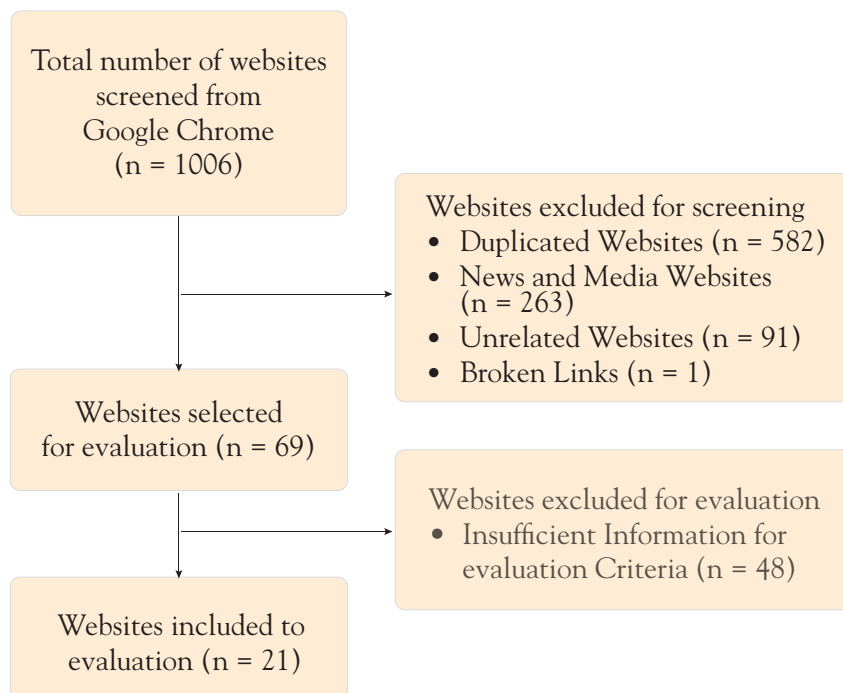 Total number of websites
screened from
Google Chrome
(n = 1006)
Websites excluded for screening
• Duplicated Websites (n = 582)
• News and Media Websites
(n = 263)
• Unrelated Websites (n = 91)
• Broken Links (n = 1)
Websites selected
for evaluation (n = 69)
Websites excluded for evaluation
• Insufficient Information for
evaluation Criteria (n = 48)
Websites included to
evaluation (n = 21)